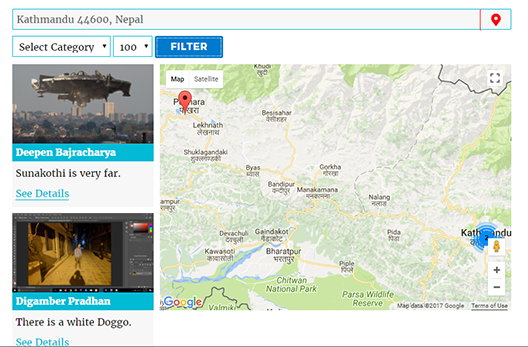 Kathmandu 44600, Nepal
Select Category 100 FILTER
Deepen Bajracharya
Sunakothi is very far.
See Details
Digamber Pradhan
There is a white Doggo.
See Details
Map Satellite
Khudi
खुदी
Pokhara
पोखरा
Besisahar
बेसीशहर
Lekhnath
लेखनाथ
Shuklagandaki
शुक्लागण्डकी
Byas
ब्यास
Gorkha
गोरखा
Bandipur
बन्दीपुर
Manakamana
मनकामना
Nalang
नलाङ
Devachuli
देवचुली
Gaindakot
गैडाकोट
Pida
पिडा
Kathmandu
Kawasoti
कावासोती
Bharatpur
भरतपुर
Piple
पिप्ले
Chitwan
National Park
Parsa Wildlife
Reserve
Valmiki
Google
Map data ©2017 Google Terms of Use